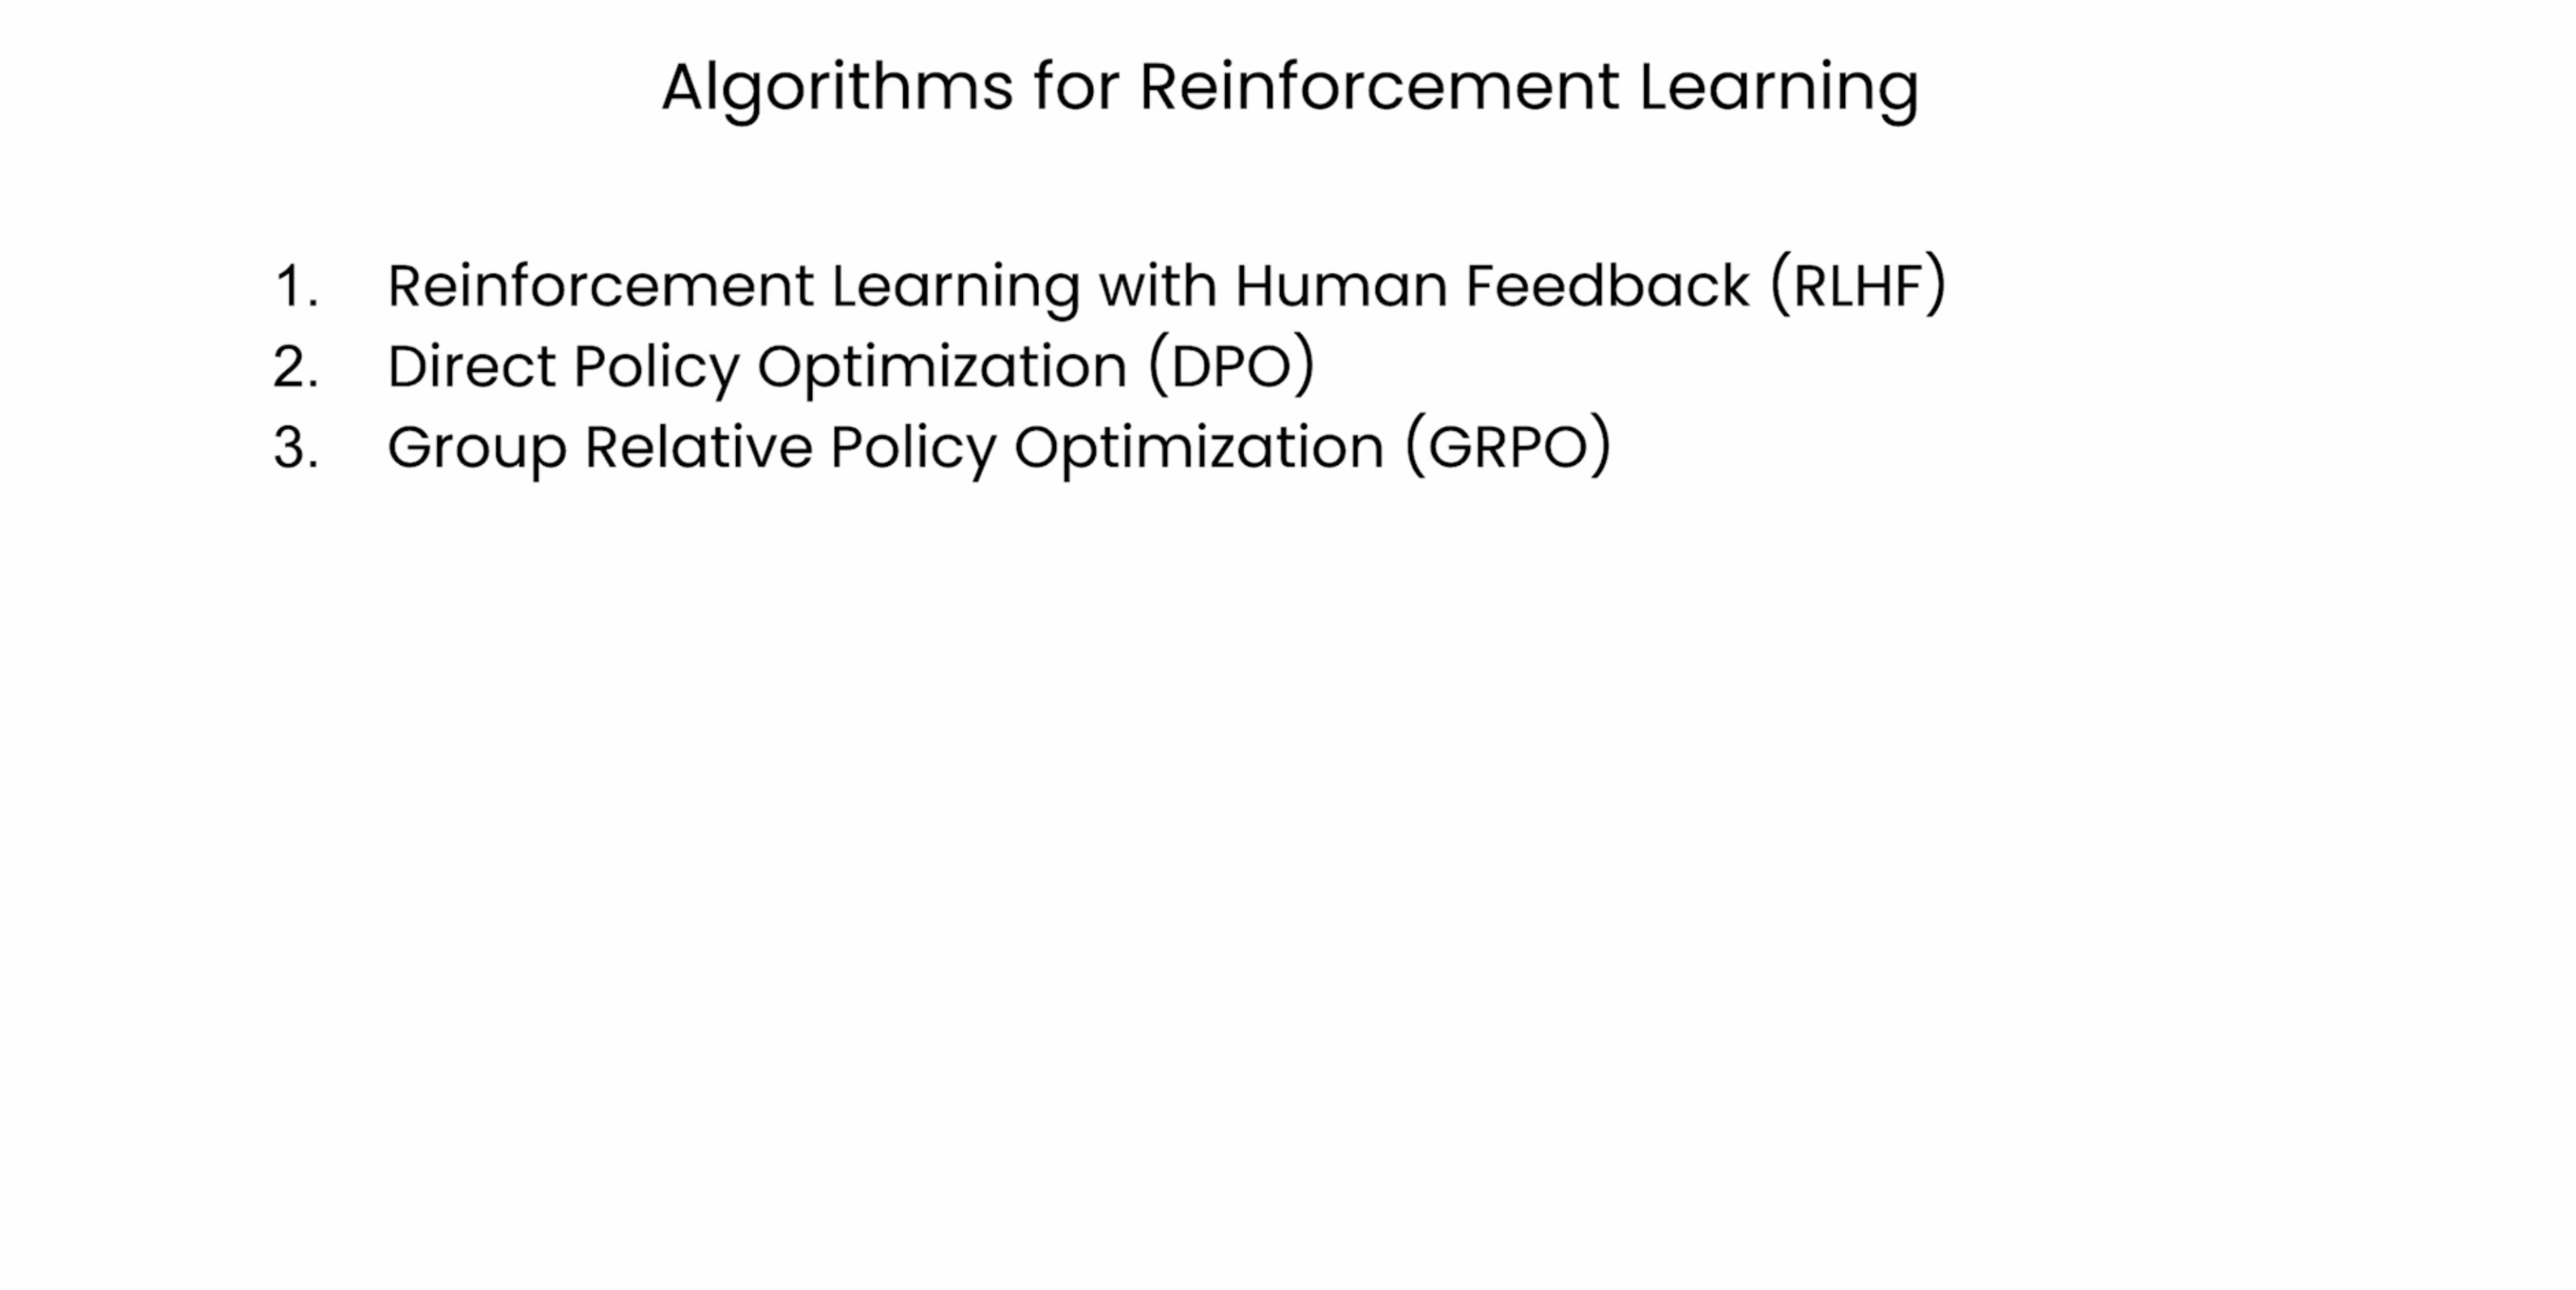 Algorithms for Reinforcement Learning
1. Reinforcement Learning with Human Feedback (RLHF)
2. Direct Policy Optimization (DPO)
3. Group Relative Policy Optimization (GRPO)